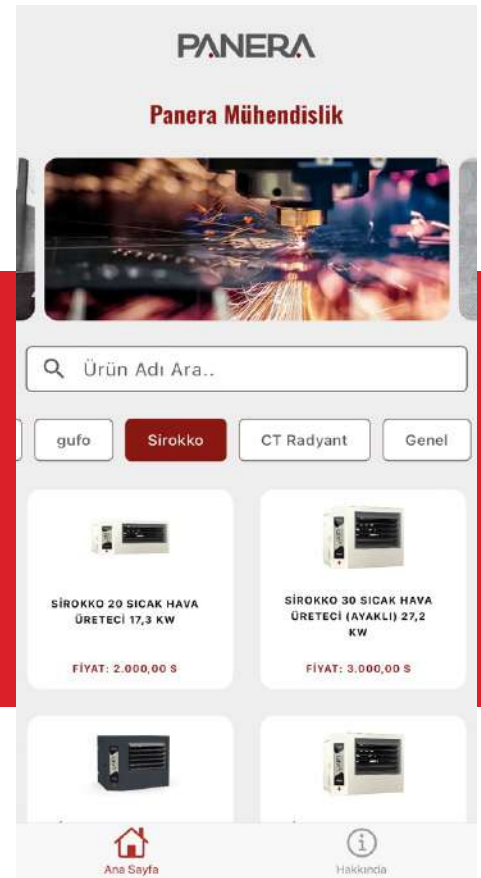 PANERA
Panera Mühendislik
Ürün Adı Ara..
gufo
Sirokko
CT Radyant
Genel
SİROKKO 20 SICAK HAVA
ÜRETECİ 17,3 KW
FİYAT: 2.000,00 $
SİROKKO 30 SICAK HAVA
ÜRETECİ (AYAKLI) 27,2
KW
FİYAT: 3.000,00 $
Ana Sayfa
Hakkında